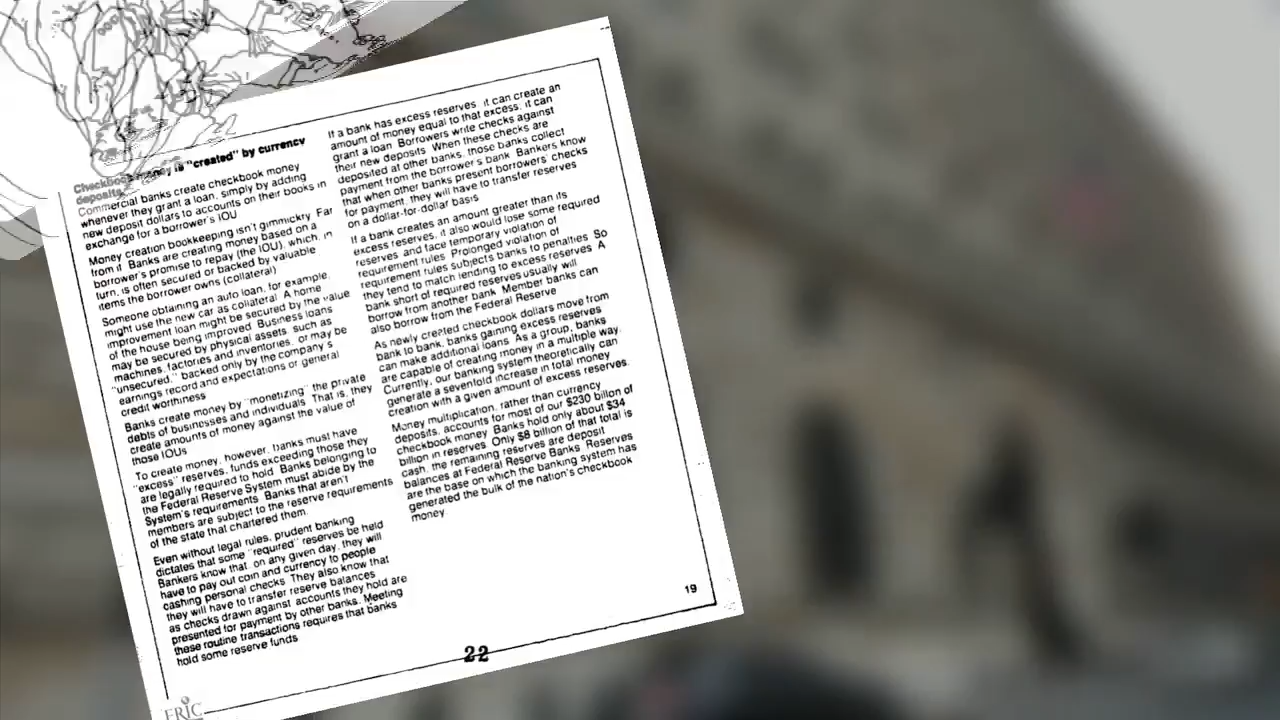 Checkbook money is "created" by currency
deposits
Commercial banks create checkbook money
whenever they grant a loan, simply by adding
new deposit dollars to accounts on their books in
exchange for a borrower's IOU
Money creation bookkeeping isn't gimmickry. Far
from it. Banks are creating money based on a
borrower's promise to repay (the IOU), which, in
turn, is often secured or backed by valuable
items the borrower owns (collateral)
Someone obtaining an auto loan, for example,
might use the new car as collateral. A home
improvement loan might be secured by the value
of the house being improved. Business loans
may be secured by physical assets, such as
machines, factories and inventories, or may be
"unsecured," backed only by the company's
earnings record and expectations or general
credit worthiness
Banks create money by "monetizing" the private
debts of businesses and individuals. That is, they
create amounts of money against the value of
those IOUs
To create money, however, banks must have
"excess" reserves, funds exceeding those they
are legally required to hold. Banks belonging to
the Federal Reserve System must abide by the
System's requirements. Banks that aren't
members are subject to the reserve requirements
of the state that chartered them.
Even without legal rules, prudent banking
dictates that some "required" reserves be held
Bankers know that, on any given day, they will
have to pay out coin and currency to people
cashing personal checks. They also know that
they will have to transfer reserve balances
as checks drawn against accounts they hold are
presented for payment by other banks. Meeting
these routine transactions requires that banks
hold some reserve funds
If a bank has excess reserves, it can create an
amount of money equal to that excess; it can
grant a loan. Borrowers write checks against
their new deposits. When these checks are
deposited at other banks, those banks collect
payment from the borrower's bank. Bankers know
that when other banks present borrowers' checks
for payment, they will have to transfer reserves
on a dollar-for-dollar basis
If a bank creates an amount greater than its
excess reserves, it also would lose some required
reserves, and face temporary violation of
requirement rules. Prolonged violation of
requirement rules subjects banks to penalties. So
they tend to match lending to excess reserves. A
bank short of required reserves usually will
borrow from another bank. Member banks can
also borrow from the Federal Reserve
As newly created checkbook dollars move from
bank to bank, banks gaining excess reserves
can make additional loans. As a group, banks
are capable of creating money in a multiple way.
Currently, our banking system theoretically can
generate a sevenfold increase in total money
creation with a given amount of excess reserves.
Money multiplication, rather than currency
deposits, accounts for most of our $230 billion of
checkbook money. Banks hold only about $34
billion in reserves. Only $8 billion of that total is
cash, the remaining reserves are deposit
balances at Federal Reserve Banks. Reserves
are the base on which the banking system has
generated the bulk of the nation's checkbook
money.
19
22
ERIC